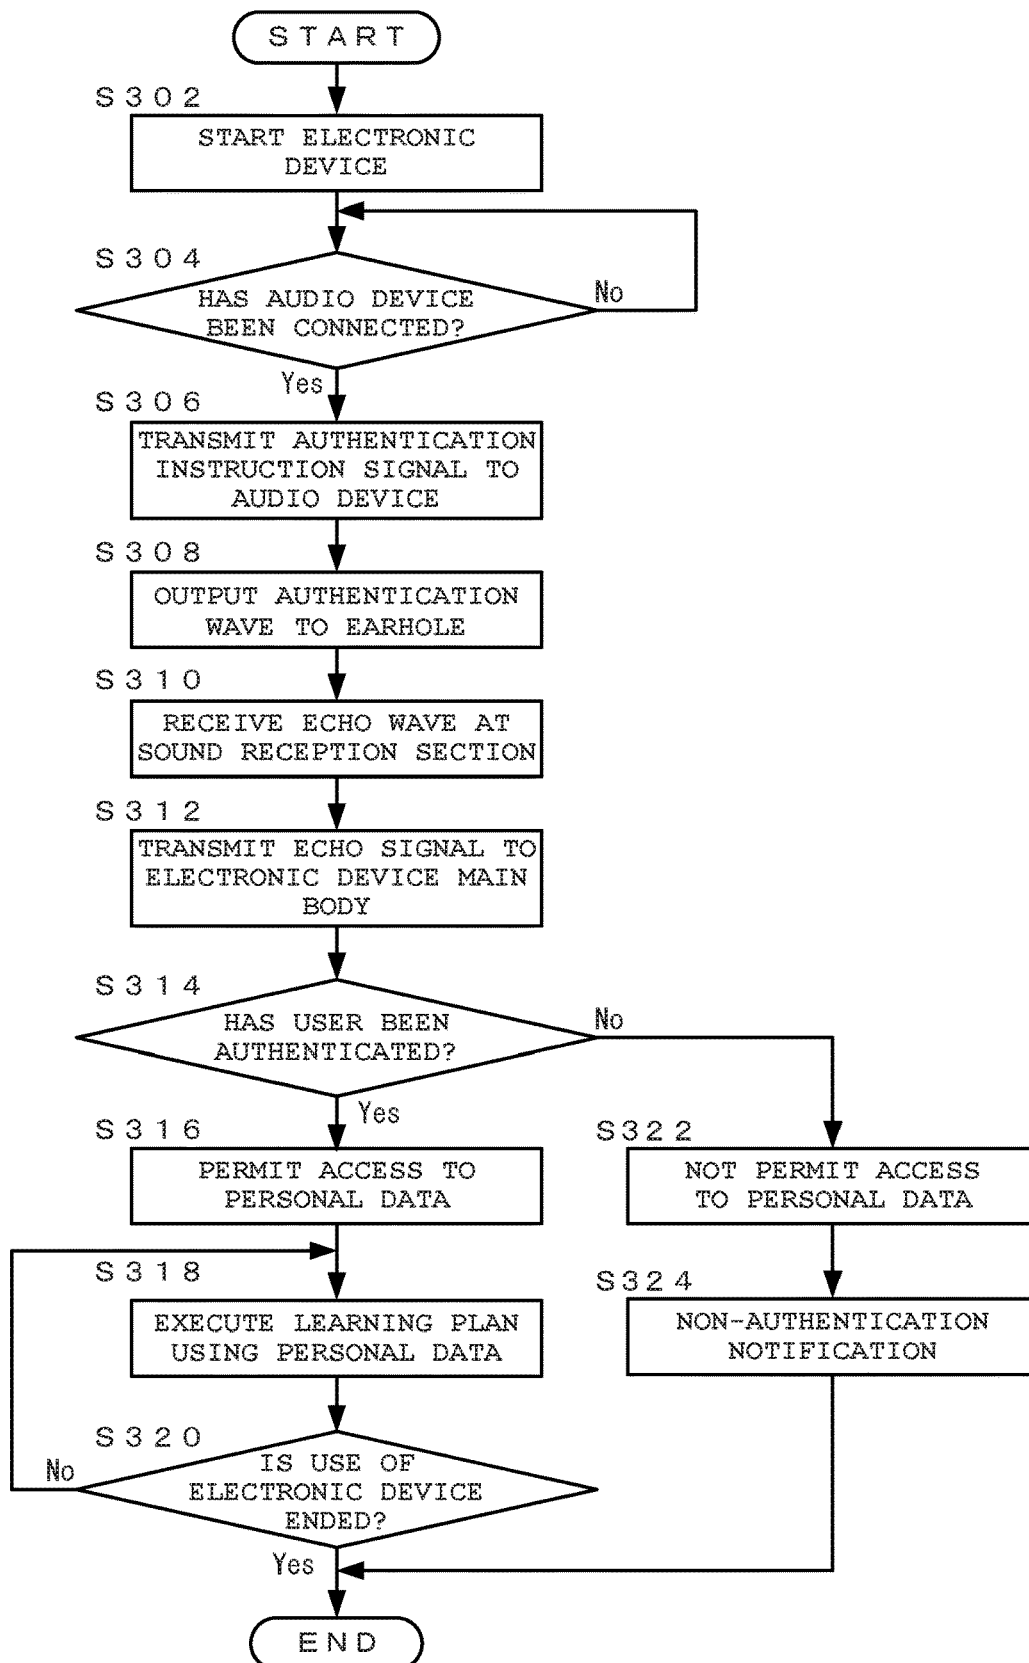 START
S302
START ELECTRONIC
DEVICE
S304
HAS AUDIO DEVICE
BEEN CONNECTED?
No
Yes
S306
TRANSMIT AUTHENTICATION
INSTRUCTION SIGNAL TO
AUDIO DEVICE
S308
OUTPUT AUTHENTICATION
WAVE TO EARHOLE
S310
RECEIVE ECHO WAVE AT
SOUND RECEPTION SECTION
S312
TRANSMIT ECHO SIGNAL TO
ELECTRONIC DEVICE MAIN
BODY
S314
HAS USER BEEN
AUTHENTICATED?
No
Yes
S316
PERMIT ACCESS TO
PERSONAL DATA
S322
NOT PERMIT ACCESS
TO PERSONAL DATA
S318
EXECUTE LEARNING PLAN
USING PERSONAL DATA
S324
NON-AUTHENTICATION
NOTIFICATION
S320
IS USE OF
ELECTRONIC DEVICE
ENDED?
No
Yes
END